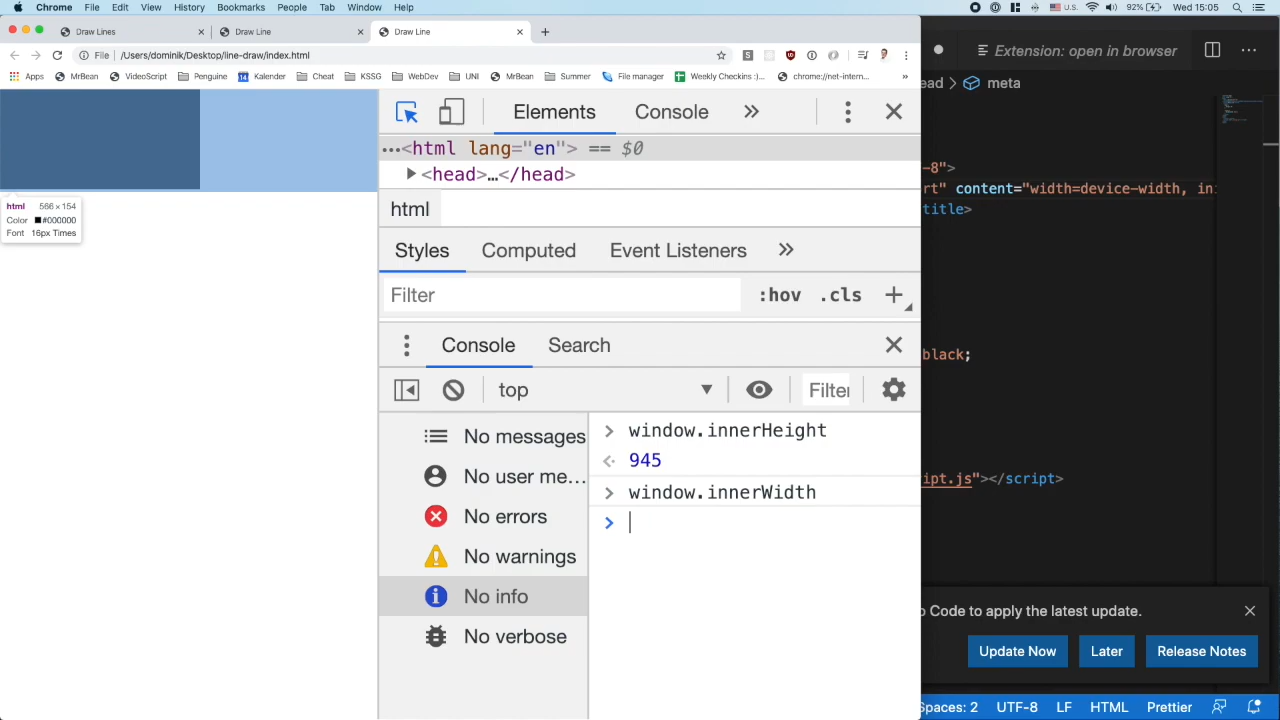 Chrome File Edit View History Bookmarks People Tab Window Help U.S. 92% Wed 15:05
Draw Lines Draw Line Draw Line
File /Users/dominik/Desktop/line-draw/index.html
Apps MrBean VideoScript Penguine 14 Kalender Cheat KSSG WebDev UNI MrBean Summer File manager Weekly Checkins :)... chrome://net-intern... »
Extension: open in browser
ead > meta
Elements Console »
…<html lang="en"> == $0
<head>…</head>
html
Styles Computed Event Listeners »
Filter :hov .cls +
html 566 × 154
Color #000000
Font 16px Times
Console Search
top Filter
No messages
No user me...
No errors
No warnings
No info
No verbose
> window.innerHeight
945
> window.innerWidth
>
-8">
rt" content="width=device-width, in
title>
black;
ipt.js"></script>
Code to apply the latest update.
Update Now Later Release Notes
Spaces: 2 UTF-8 LF HTML Prettier